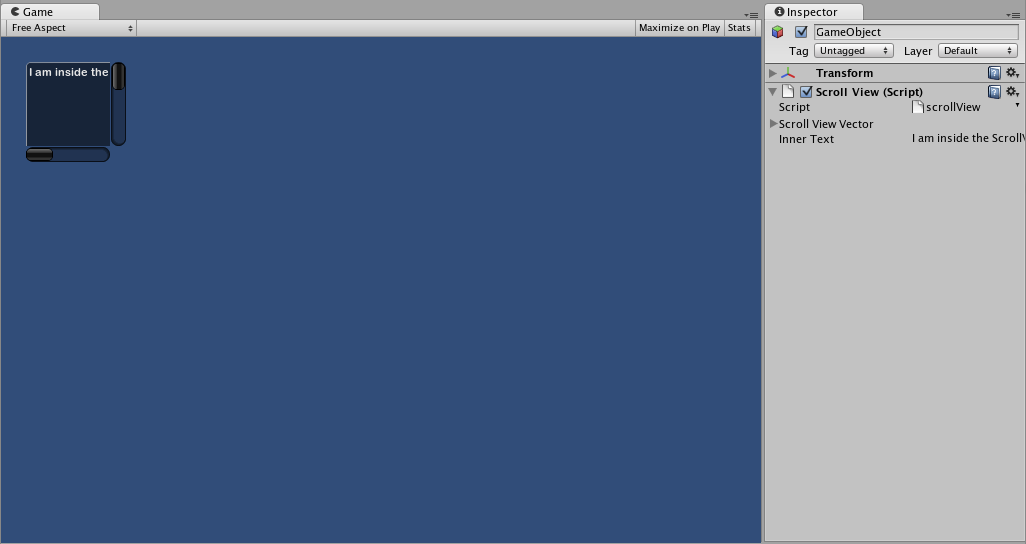 Game
Free Aspect
Maximize on Play
Stats
I am inside the
Inspector
GameObject
Tag
Untagged
Layer
Default
Transform
Scroll View (Script)
Script
scrollView
Scroll View Vector
Inner Text
I am inside the Scroll